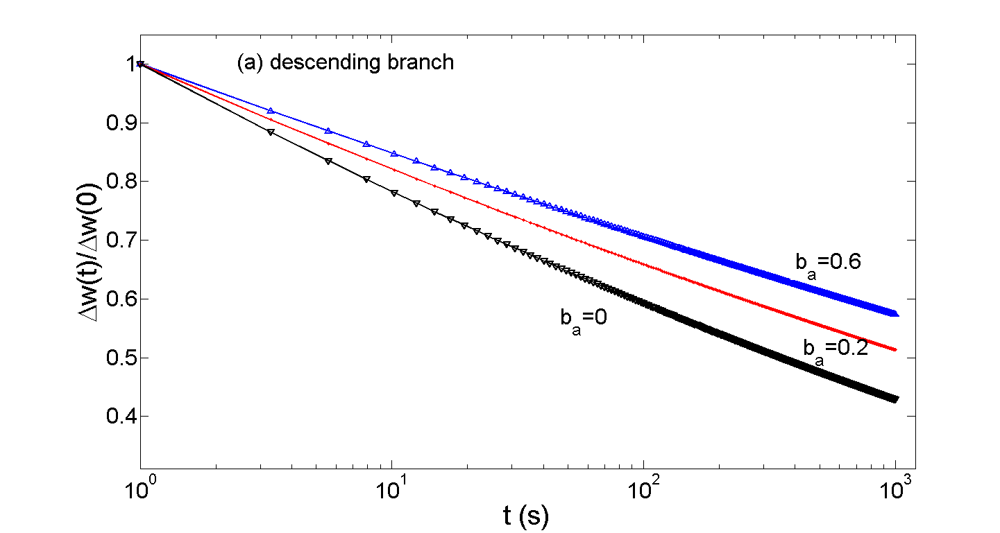 (a) descending branch
1
0.9
0.8
0.7
0.6
0.5
0.4
Δw(t)/Δw(0)
b_a=0.6
b_a=0
b_a=0.2
10^0
10^1
10^2
10^3
t (s)